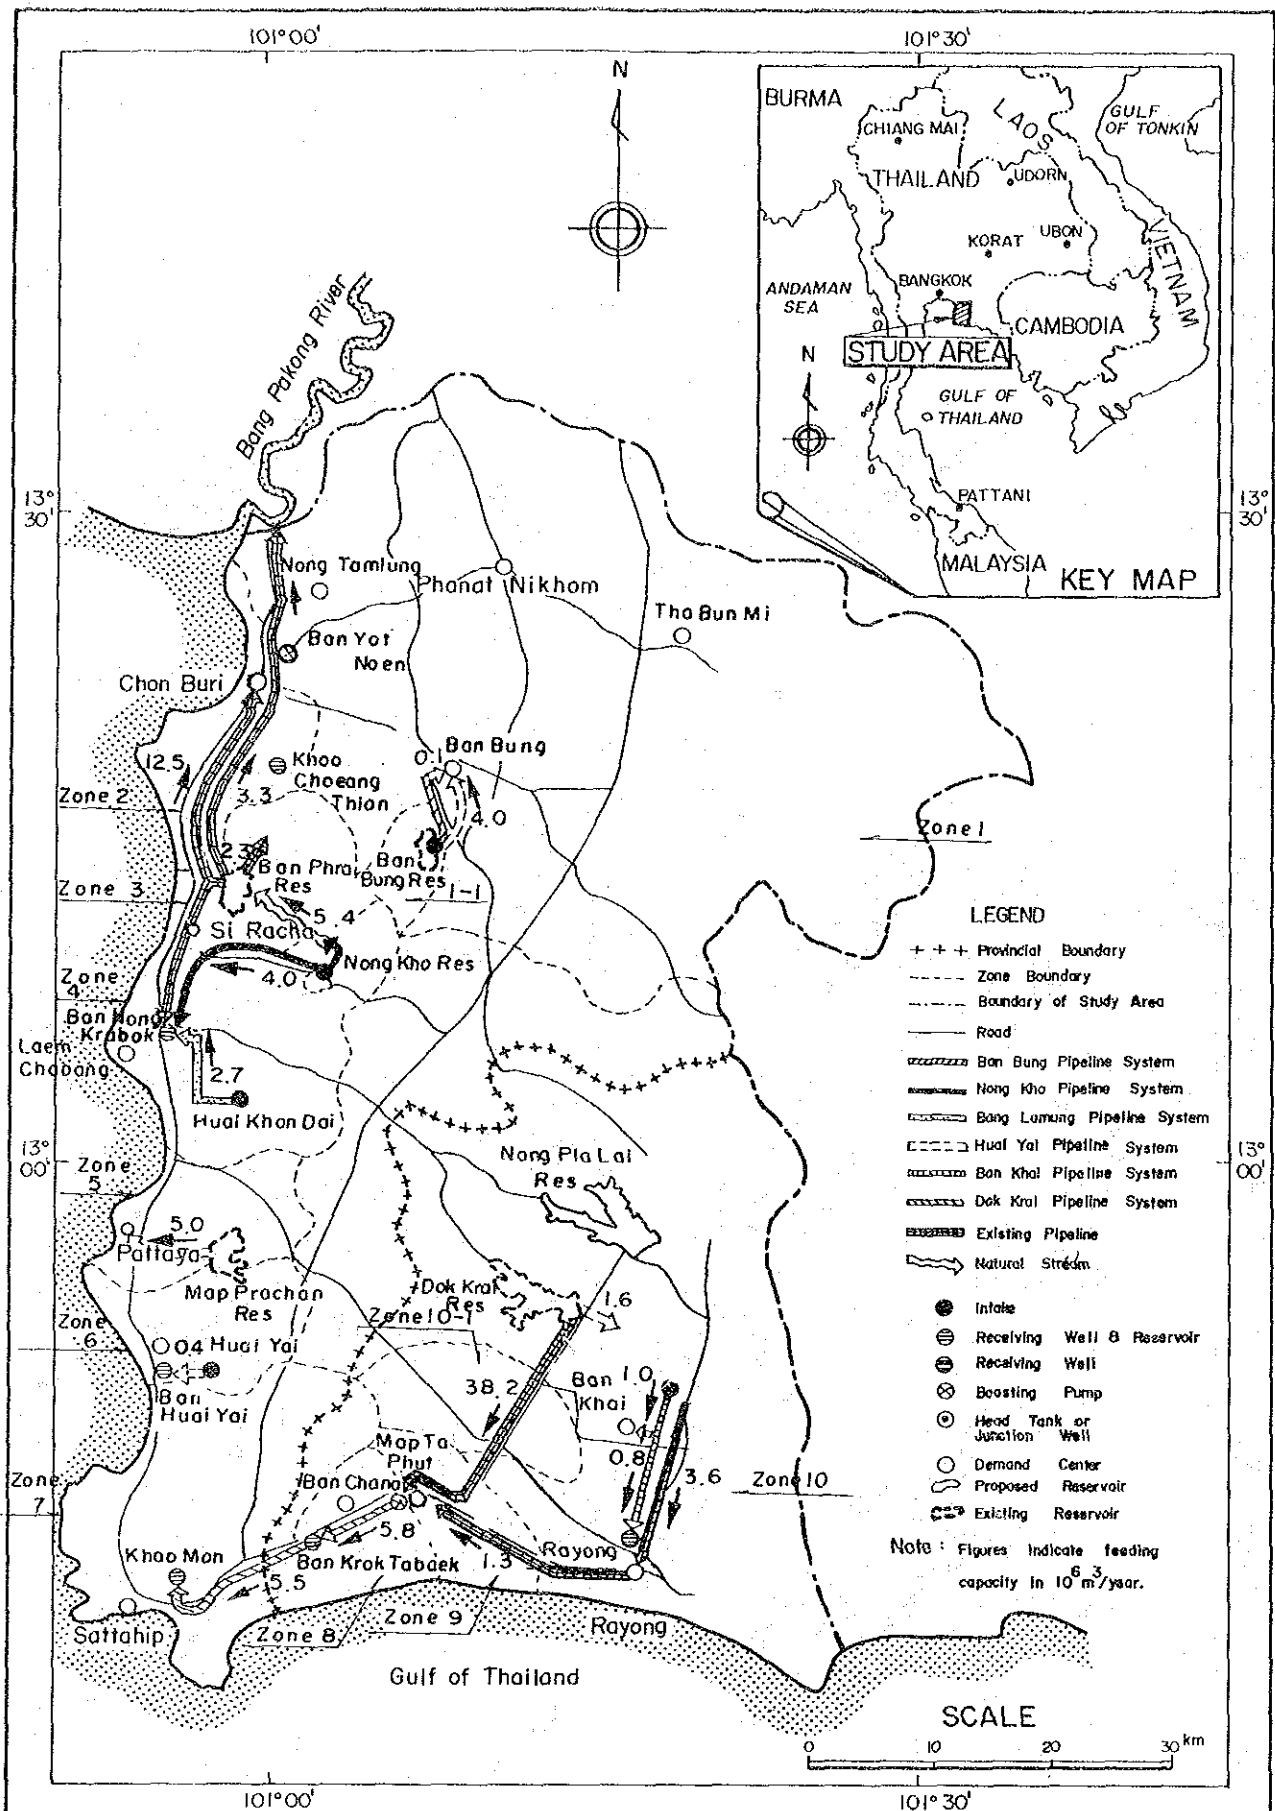 101°00'
101°30'
N
BURMA
CHIANG MAI
LAOS
GULF
OF TONKIN
THAILAND
UDORN
KORAT
UBON
VIETNAM
BANGKOK
ANDAMAN
SEA
CAMBODIA
STUDY AREA
N
GULF OF
THAILAND
PATTANI
MALAYSIA
KEY MAP
Bang Pakong River
13°
30'
13°
30'
Nong Tamlung
Phanat Nikhom
Tha Bun Mi
Ban Yot
Noen
Chon Buri
Ban Bung
0.1
12.5
Khao
Choeang
Thian
3.3
4.0
Zone 2
Zone 1
2.3
Ban Phra
Res
Ban
Bung Res
1-1
Zone 3
5.4
Si Racha
Nong Kho Res
4.0
Zone
4
Ban Nong
Krabok
Laem
Chabang
2.7
Huai Khan Dai
LEGEND
Provincial Boundary
Zone Boundary
Boundary of Study Area
Road
Ban Bung Pipeline System
Nong Kho Pipeline System
Bang Lamung Pipeline System
Huai Yai Pipeline System
Ban Khai Pipeline System
Dok Krai Pipeline System
Existing Pipeline
Natural Stream
Intake
Receiving Well & Reservoir
Receiving Well
Boosting Pump
Head Tank or
Junction Well
Demand Center
Proposed Reservoir
Existing Reservoir
Note : Figures indicate feeding
capacity in 10⁶m³/year.
13°
00'
13°
00'
Nong Pla Lai
Res
Zone
5
5.0
Pattaya
Map Prachan
Res
Dok Krai
Res
Zone 10-1
1.6
Zone
6
04
Huai Yai
Ban
Huai Yai
38.2
Ban
Khai
1.0
0.8
3.6
Zone 10
Map Ta
Phut
Ban Chang
Zone
7
5.8
Khao Mon
Ban Krok Tabaek
1.3
Rayong
5.5
Sattahip
Zone 8
Zone 9
Rayong
Gulf of Thailand
SCALE
0 10 20 30 km
101°00'
101°30'